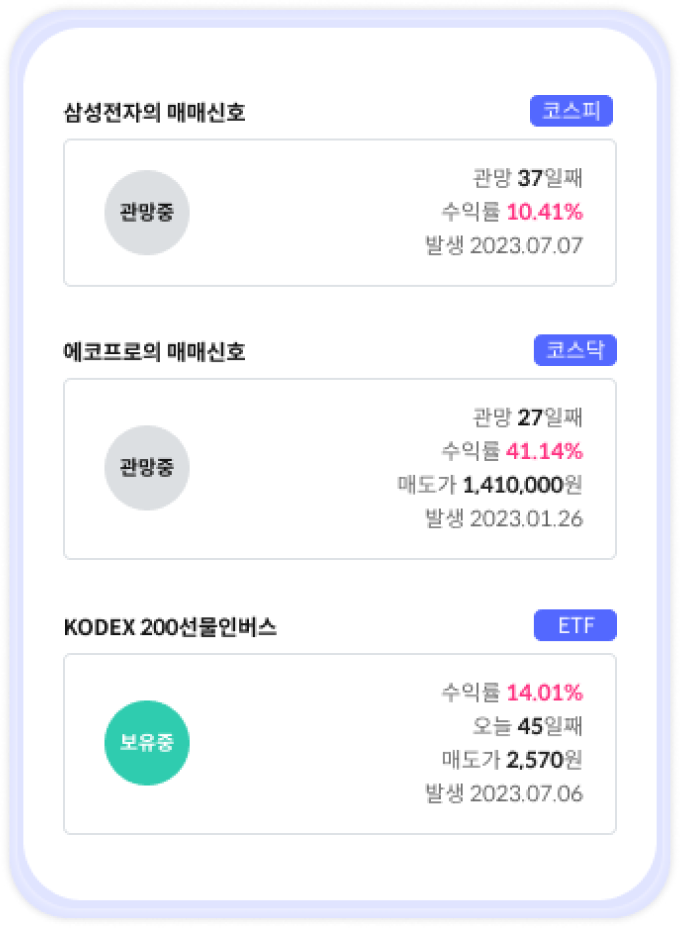 삼성전자의 매매신호 코스피
관망중
관망 37일째
수익률 10.41%
발생 2023.07.07
에코프로의 매매신호 코스닥
관망중
관망 27일째
수익률 41.14%
매도가 1,410,000원
발생 2023.01.26
KODEX 200선물인버스 ETF
보유중
수익률 14.01%
오늘 45일째
매도가 2,570원
발생 2023.07.06